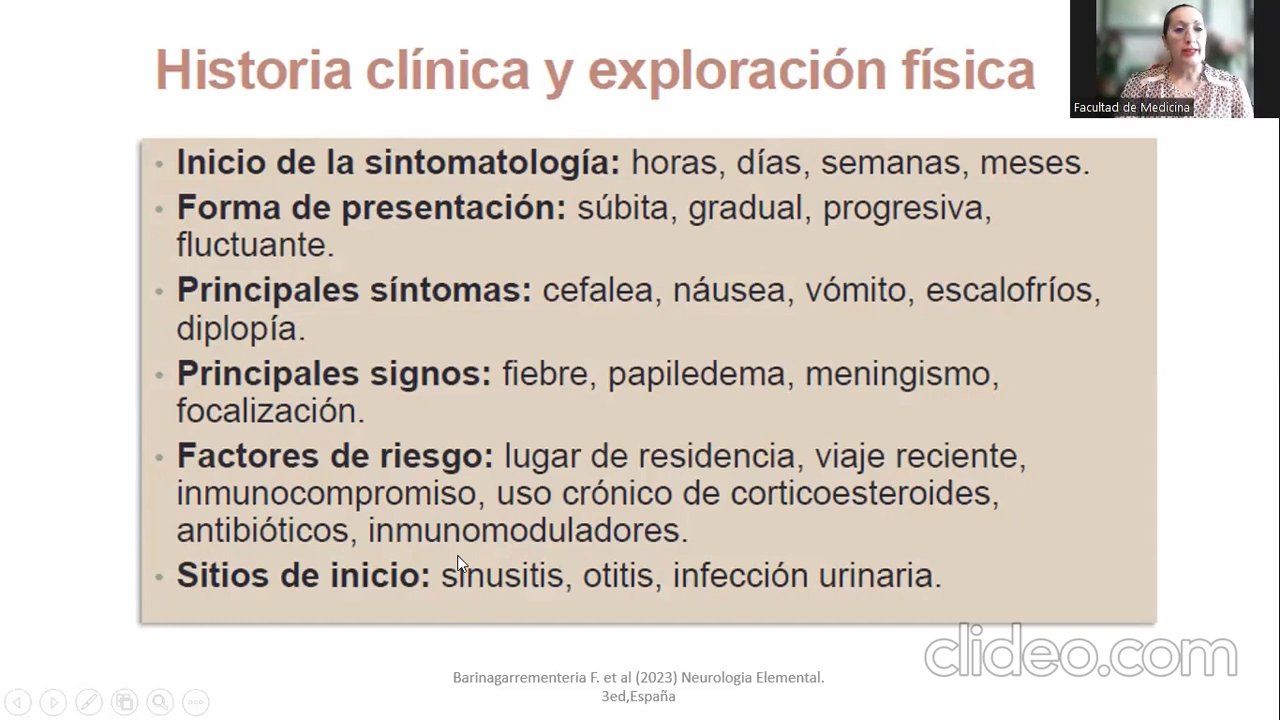 Historia clínica y exploración física
Facultad de Medicina
• Inicio de la sintomatología: horas, días, semanas, meses.
• Forma de presentación: súbita, gradual, progresiva,
fluctuante.
• Principales síntomas: cefalea, náusea, vómito, escalofríos,
diplopía.
• Principales signos: fiebre, papiledema, meningismo,
focalización.
• Factores de riesgo: lugar de residencia, viaje reciente,
inmunocompromiso, uso crónico de corticoesteroides,
antibióticos, inmunomoduladores.
• Sitios de inicio: sinusitis, otitis, infección urinaria.
clideo.com
Barinagarrementeria F. et al (2023) Neurologia Elemental.
3ed,España